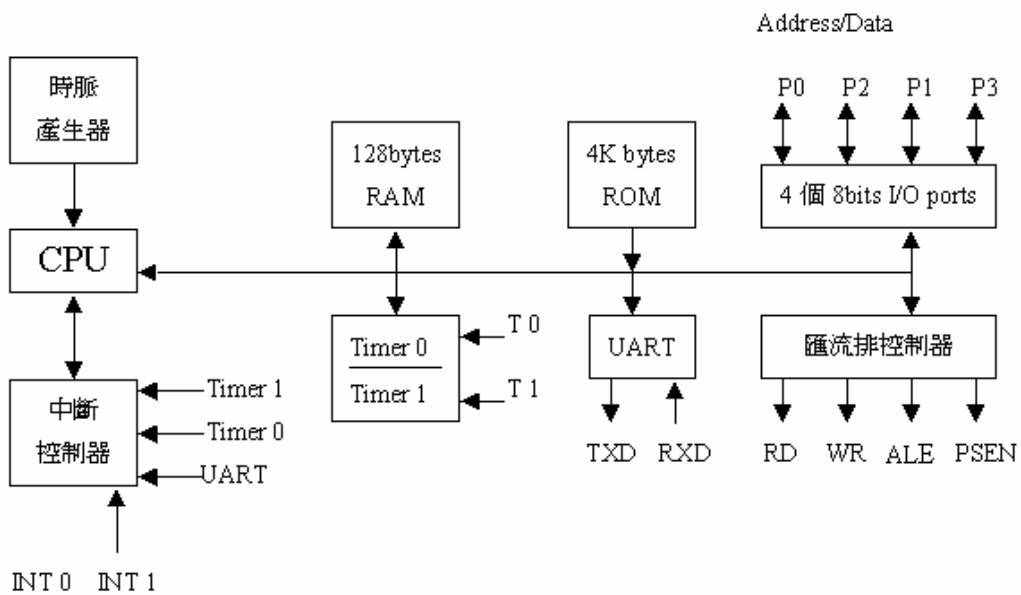 Address/Data
時脈
產生器
P0 P2 P1 P3
128bytes
RAM
4K bytes
ROM
4 個 8bits I/O ports
CPU
Timer 0
Timer 1
T 0
T 1
UART
匯流排控制器
中斷
控制器
Timer 1
Timer 0
UART
TXD RXD
RD WR ALE PSEN
INT 0 INT 1